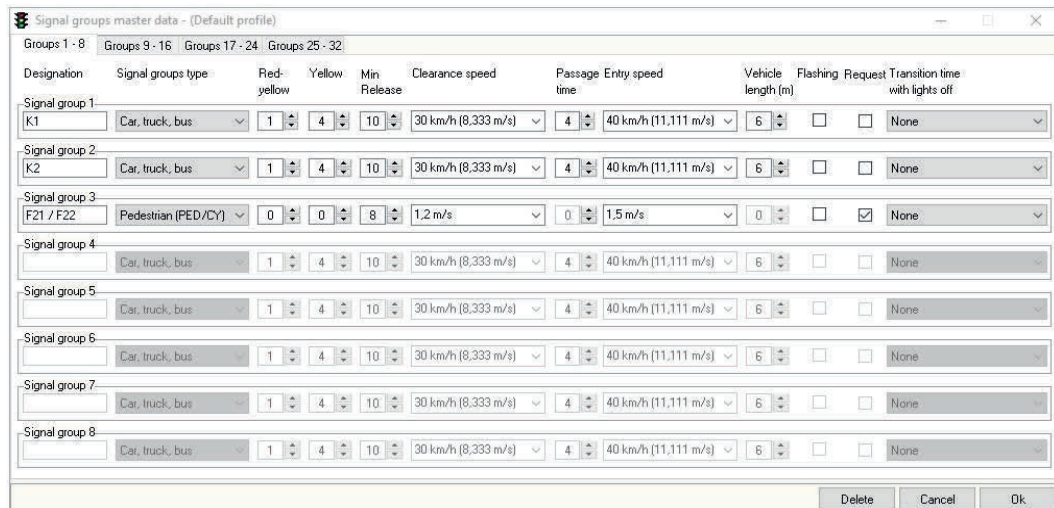 Signal groups master data - (Default profile)
Groups 1 - 8 Groups 9 - 16 Groups 17 - 24 Groups 25 - 32
Designation Signal groups type Red-yellow Yellow Min Release Clearance speed Passage time Entry speed Vehicle length (m) Flashing Request Transition time with lights off
Signal group 1
K1 Car, truck, bus 1 4 10 30 km/h (8,333 m/s) 4 40 km/h (11,111 m/s) 6 None
Signal group 2
K2 Car, truck, bus 1 4 10 30 km/h (8,333 m/s) 4 40 km/h (11,111 m/s) 6 None
Signal group 3
F21 / F22 Pedestrian (PED/CY) 0 0 8 1,2 m/s 0 1,5 m/s 0 None
Signal group 4
Car, truck, bus 1 4 10 30 km/h (8,333 m/s) 4 40 km/h (11,111 m/s) 6 None
Signal group 5
Car, truck, bus 1 4 10 30 km/h (8,333 m/s) 4 40 km/h (11,111 m/s) 6 None
Signal group 6
Car, truck, bus 1 4 10 30 km/h (8,333 m/s) 4 40 km/h (11,111 m/s) 6 None
Signal group 7
Car, truck, bus 1 4 10 30 km/h (8,333 m/s) 4 40 km/h (11,111 m/s) 6 None
Signal group 8
Car, truck, bus 1 4 10 30 km/h (8,333 m/s) 4 40 km/h (11,111 m/s) 6 None
Delete Cancel Ok